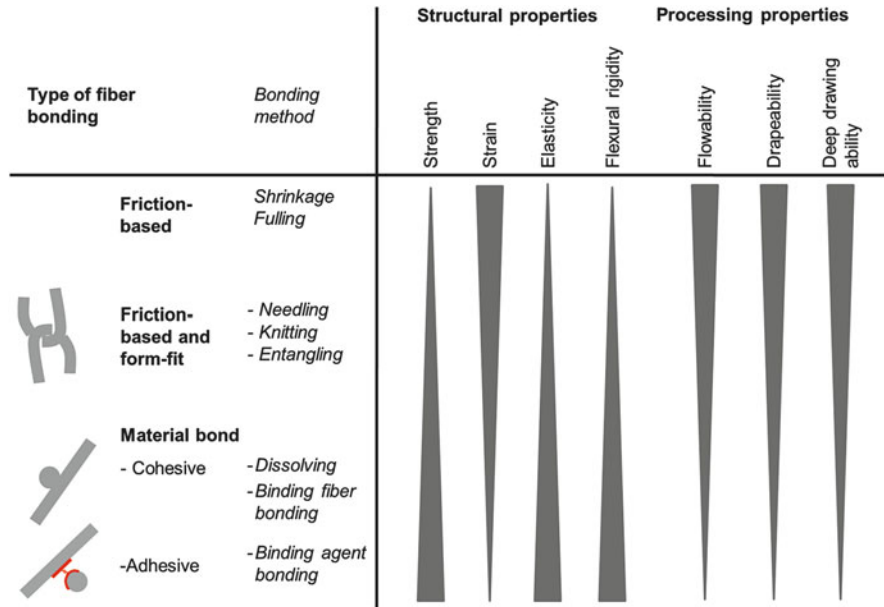 Structural properties
Processing properties
Type of fiber
bonding
Bonding
method
Strength
Strain
Elasticity
Flexural rigidity
Flowability
Drapeability
Deep drawing
ability
Friction-
based
Shrinkage
Fulling
Friction-
based and
form-fit
- Needling
- Knitting
- Entangling
Material bond
- Cohesive
-Dissolving
-Binding fiber
bonding
-Adhesive
-Binding agent
bonding